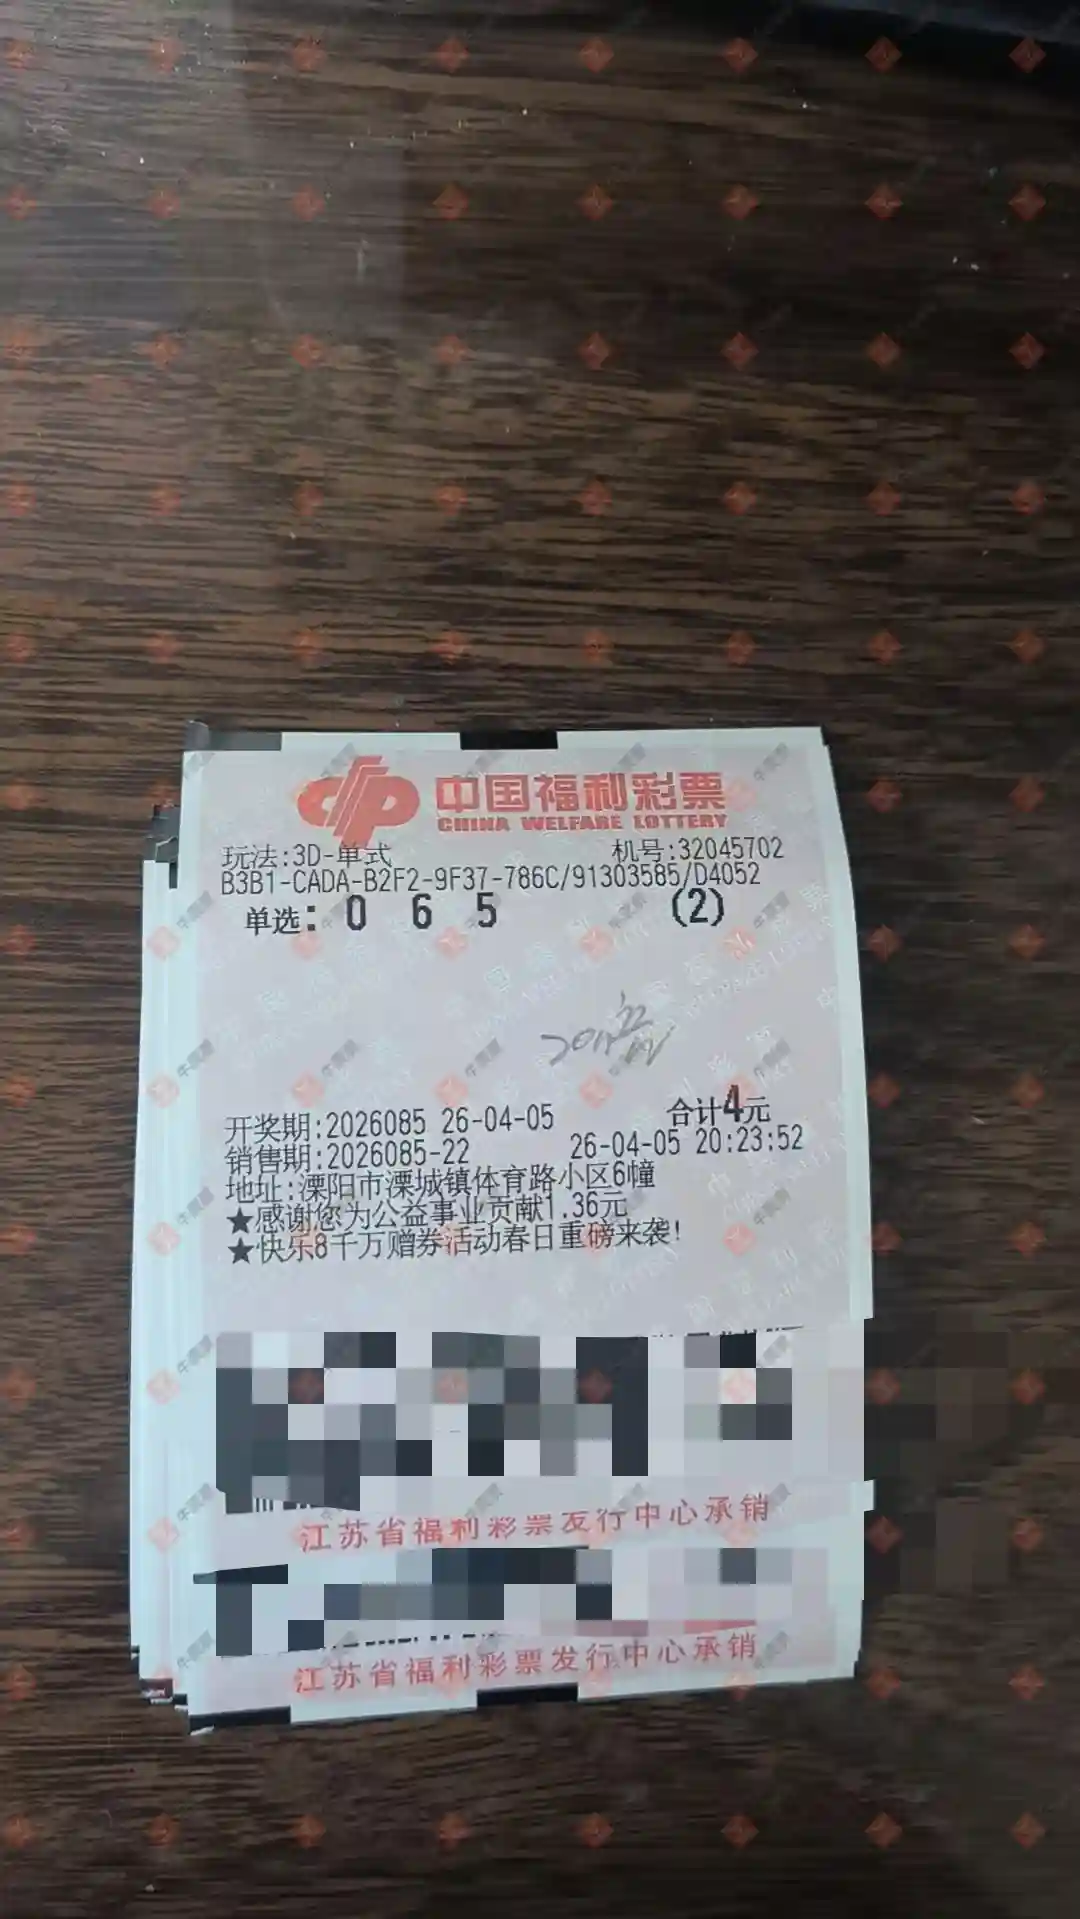 中国福利彩票
CHINA WELFARE LOTTERY
玩法:3D-单式 机号:32045702
B3B1-CADA-B2F2-9F37-786C/91303585/D4052
单选: 0 6 5 (2)
合计4元
开奖期:2026085 26-04-05
销售期:2026085-22 26-04-05 20:23:52
地址:溧阳市溧城镇体育路小区6幢
★感谢您为公益事业贡献1.36元
★快乐8千万赠券活动春日重磅来袭!
江苏省福利彩票发行中心承销
江苏省福利彩票发行中心承销